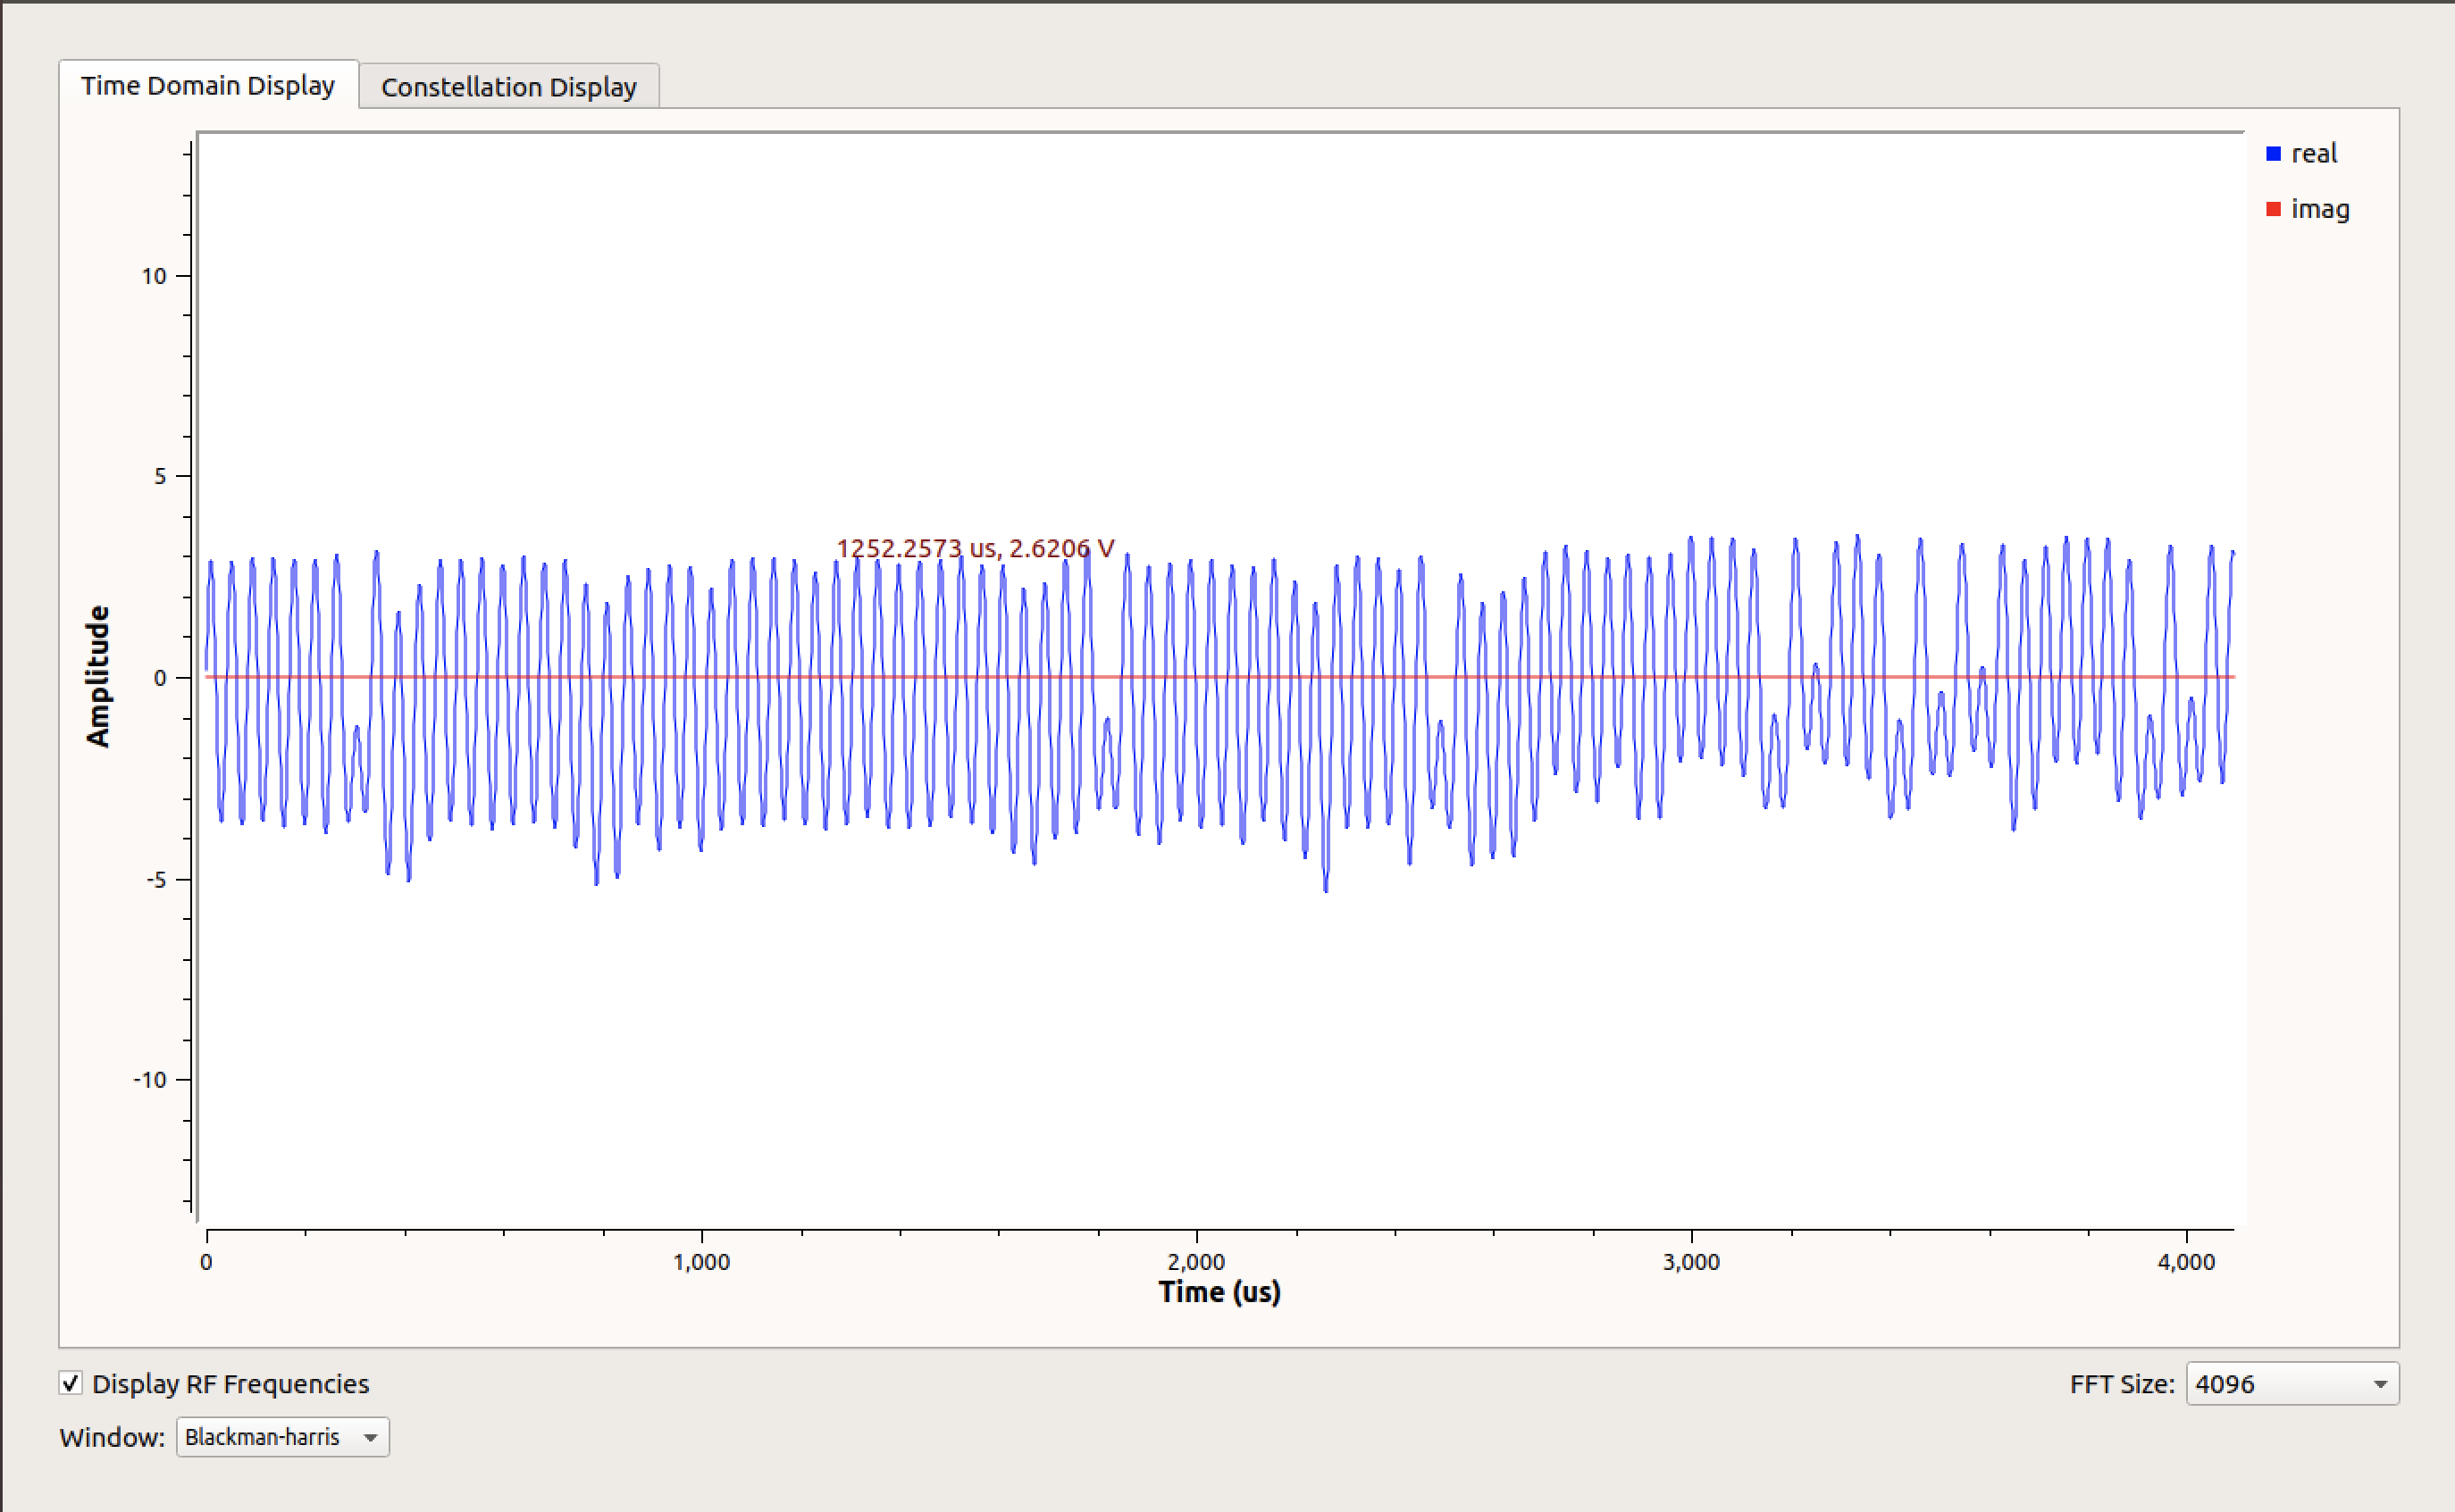 Time Domain Display
Constellation Display
real
imag
Amplitude
10
5
0
-5
-10
1252.2573 us, 2.6206 V
0
1,000
2,000
3,000
4,000
Time (us)
Display RF Frequencies
FFT Size: 4096
Window: Blackman-harris